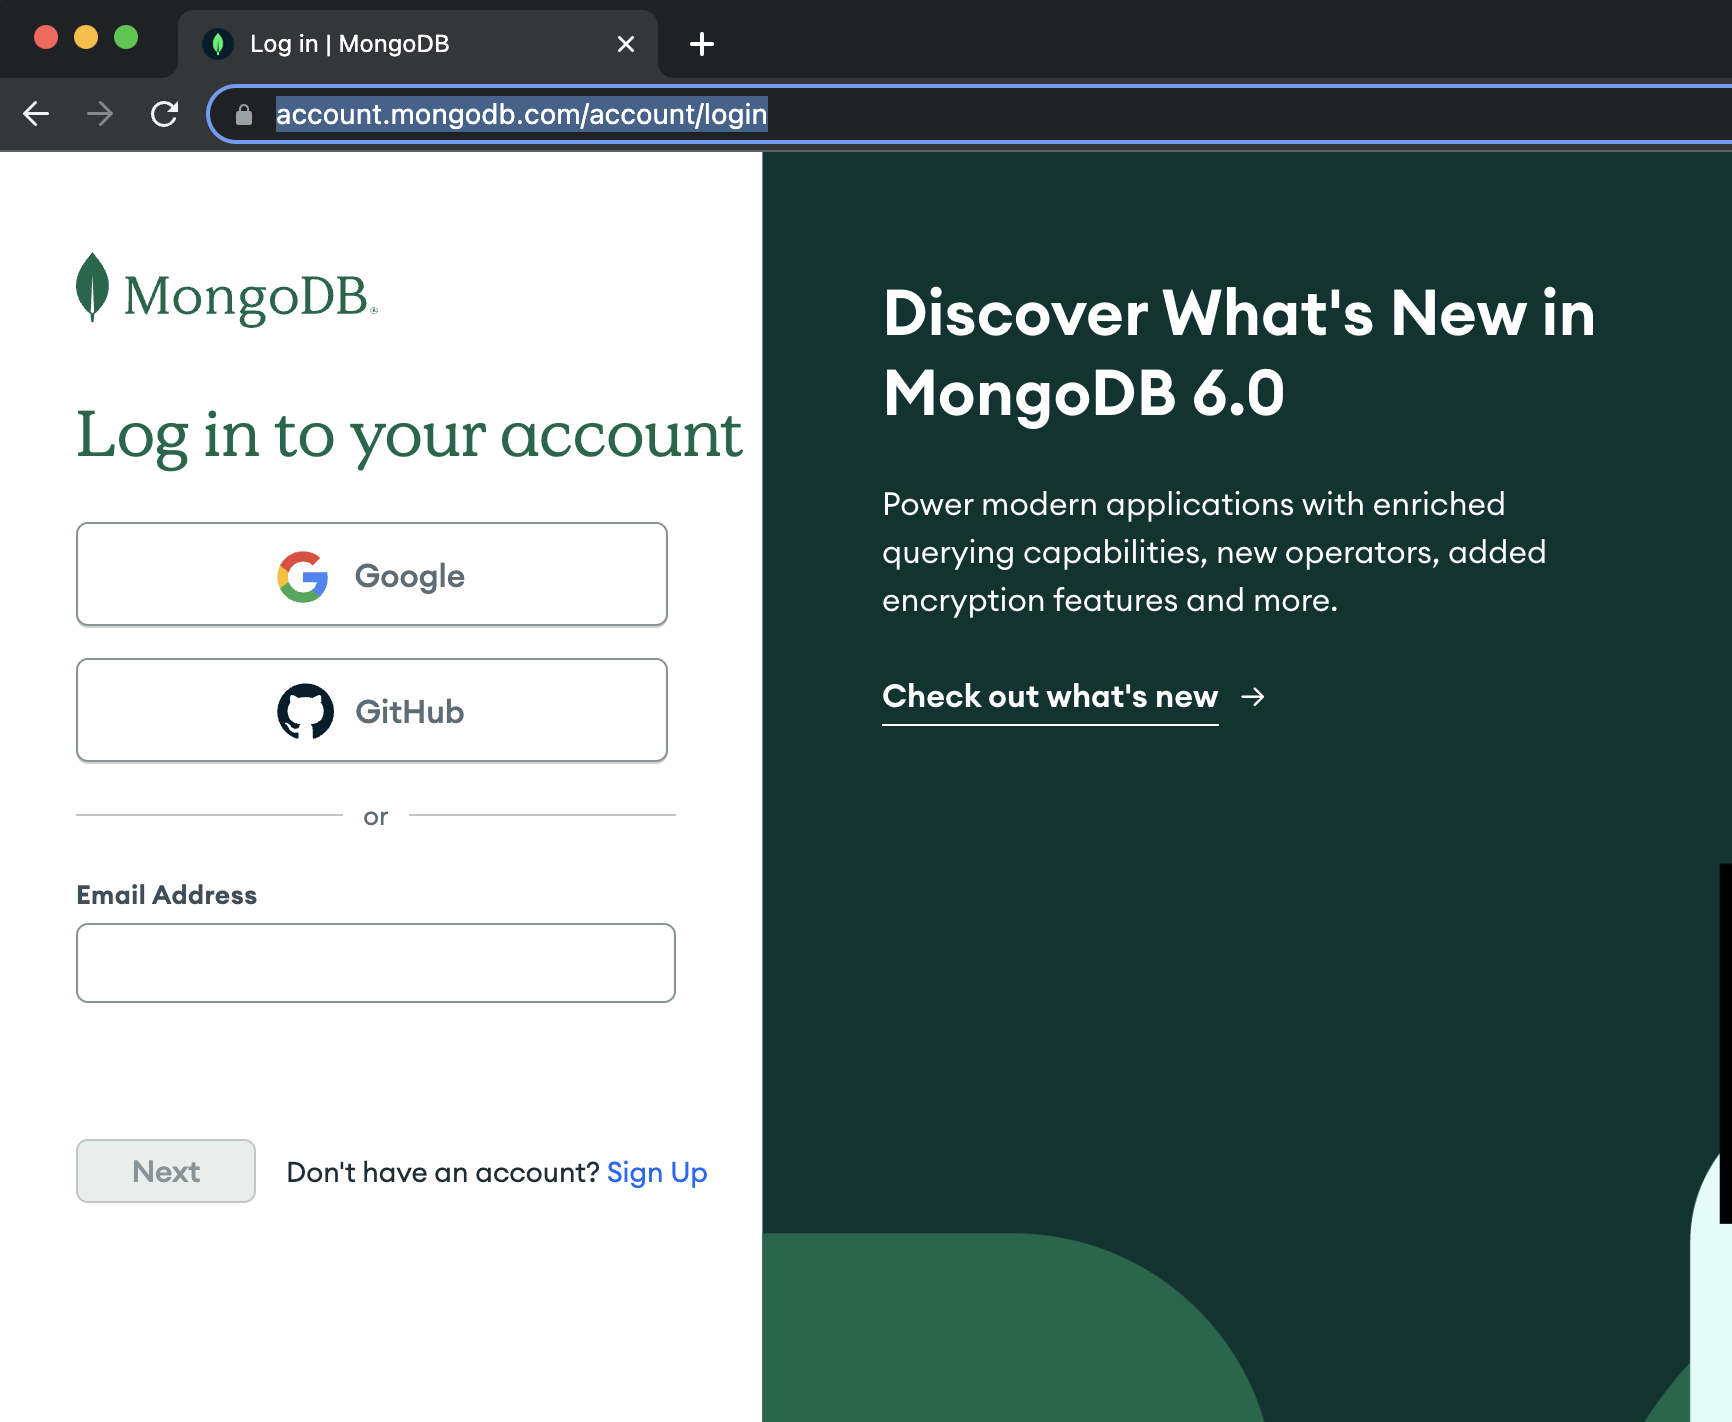 Log in | MongoDB
account.mongodb.com/account/login
MongoDB®
Log in to your account
Google
GitHub
or
Email Address
Next
Don't have an account? Sign Up
Discover What's New in
MongoDB 6.0
Power modern applications with enriched
querying capabilities, new operators, added
encryption features and more.
Check out what's new →